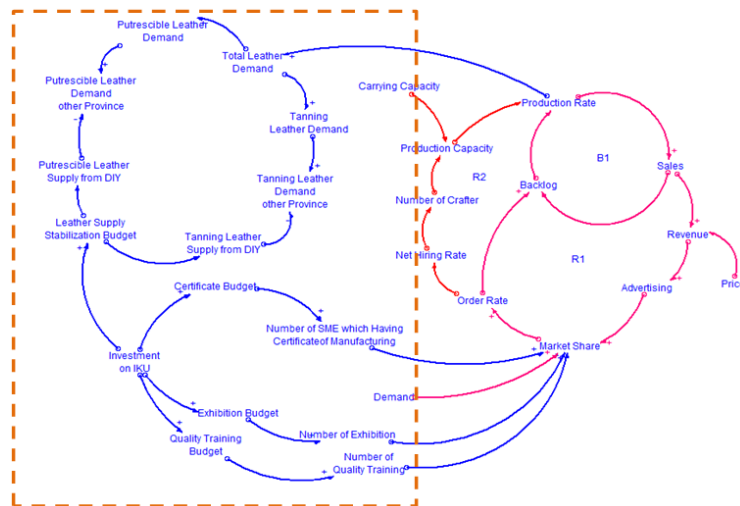 Putrescible Leather
Demand
Total Leather
Demand
Carrying Capacity
Putrescible Leather
Demand
other Province
Production Rate
Tanning
Leather Demand
Production Capacity
B1
Putrescible Leather
Supply from DIY
Tanning Leather
Demand
other Province
R2
Sales
Backlog
Number of Crafter
Leather Supply
Stabilization Budget
Tanning Leather
Supply from DIY
Revenue
Net Hiring Rate
R1
Certificate Budget
Order Rate
Advertising
Price
Number of SME which Having
Certificateof Manufacturing
Investment
on IKU
Market Share
Demand
Exhibition Budget
Quality Training
Budget
Number of Exhibition
Number of
Quality Training